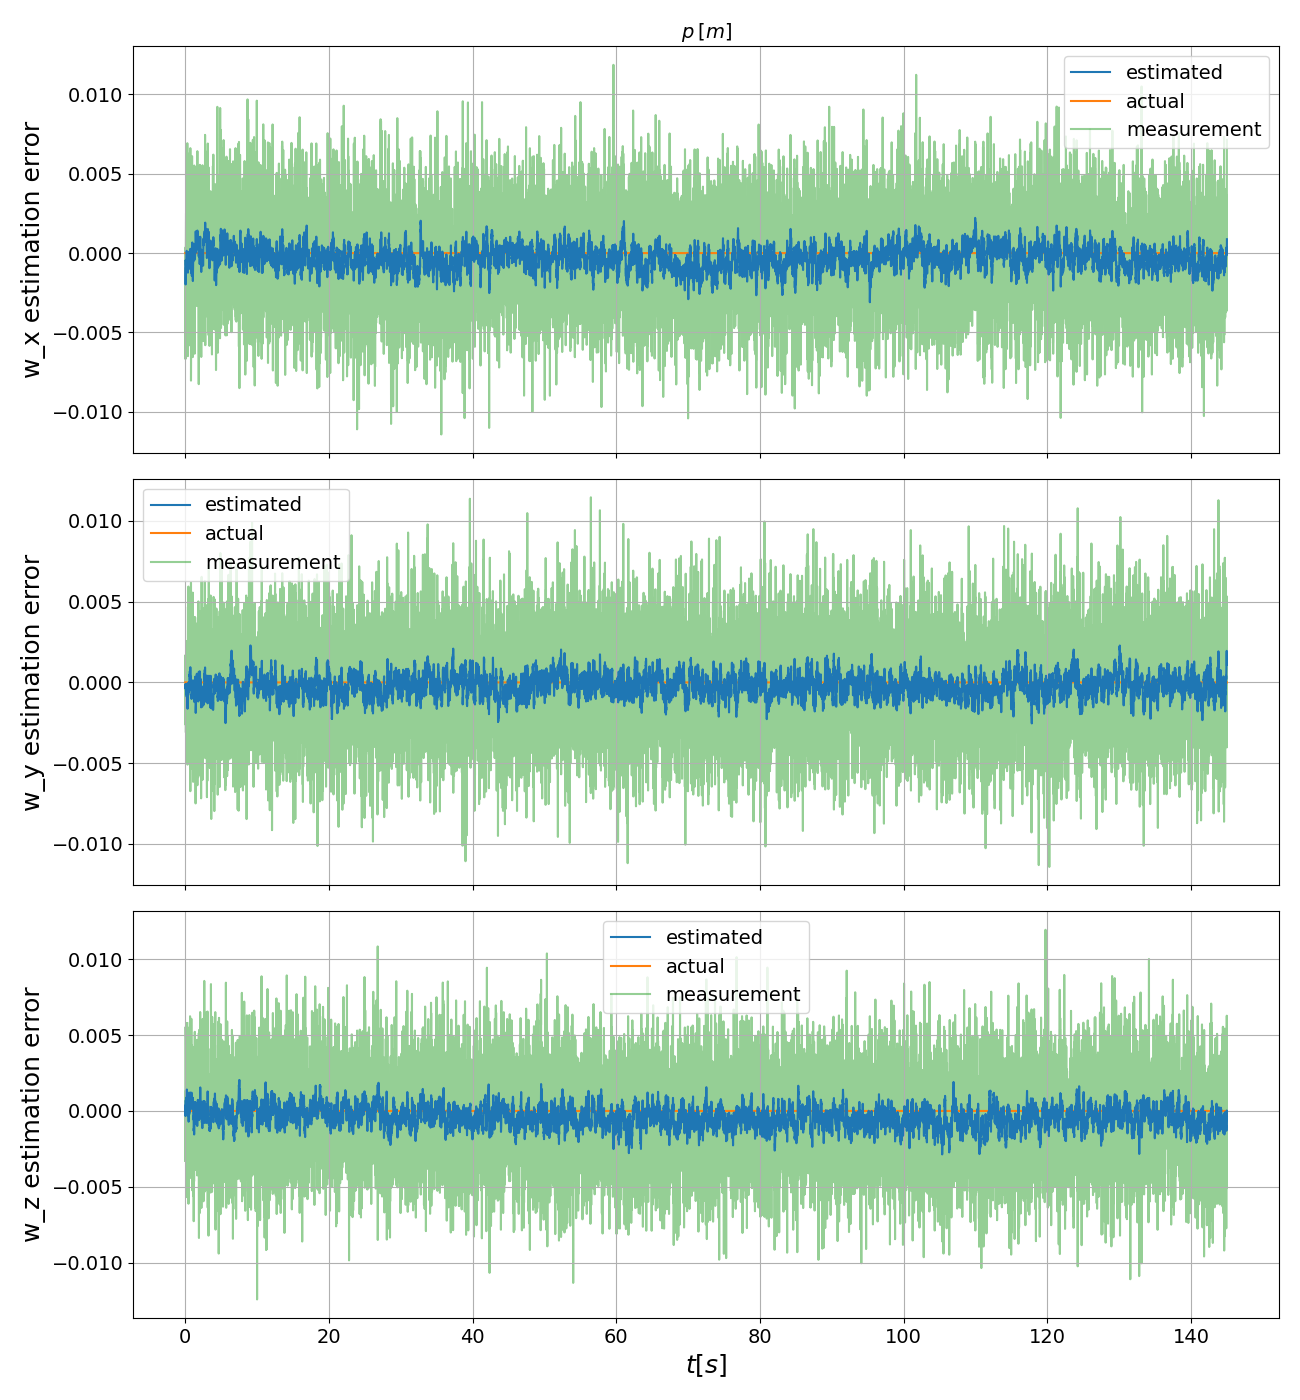 p [m]
w_x estimation error
0.010
0.005
0.000
−0.005
−0.010
estimated
actual
measurement
w_y estimation error
0.010
0.005
0.000
−0.005
−0.010
estimated
actual
measurement
w_z estimation error
0.010
0.005
0.000
−0.005
−0.010
estimated
actual
measurement
0 20 40 60 80 100 120 140
t[s]